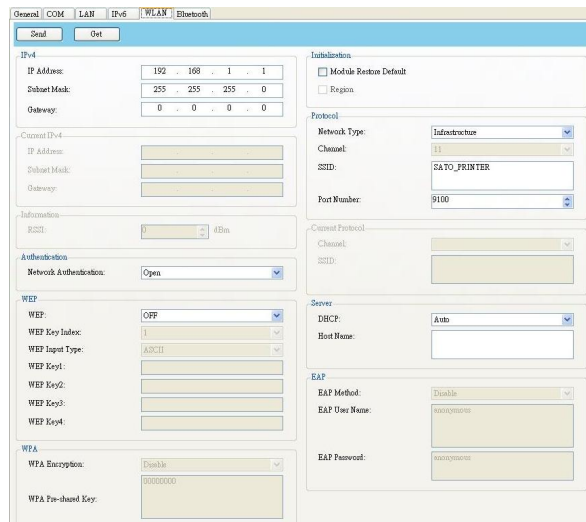 General COM LAN IPv6 WLAN Bluetooth
Send Get
IPv4
IP Address: 192 . 168 . 1 . 1
Subnet Mask: 255 . 255 . 255 . 0
Gateway: 0 . 0 . 0 . 0
Current IPv4
IP Address:
Subnet Mask:
Gateway:
Information
RSSI: 0 dBm
Authentication
Network Authentication: Open
WEP
WEP: OFF
WEP Key Index: 1
WEP Input Type: ASCII
WEP Key1:
WEP Key2:
WEP Key3:
WEP Key4:
WPA
WPA Encryption: Disable
WPA Pre-shared Key: 00000000
Initialization
Module Restore Default
Region
Protocol
Network Type: Infrastructure
Channel: 11
SSID: SATO_PRINTER
Port Number: 9100
Current Protocol
Channel:
SSID:
Server
DHCP: Auto
Host Name:
EAP
EAP Method: Disable
EAP User Name: anonymous
EAP Password: anonymous